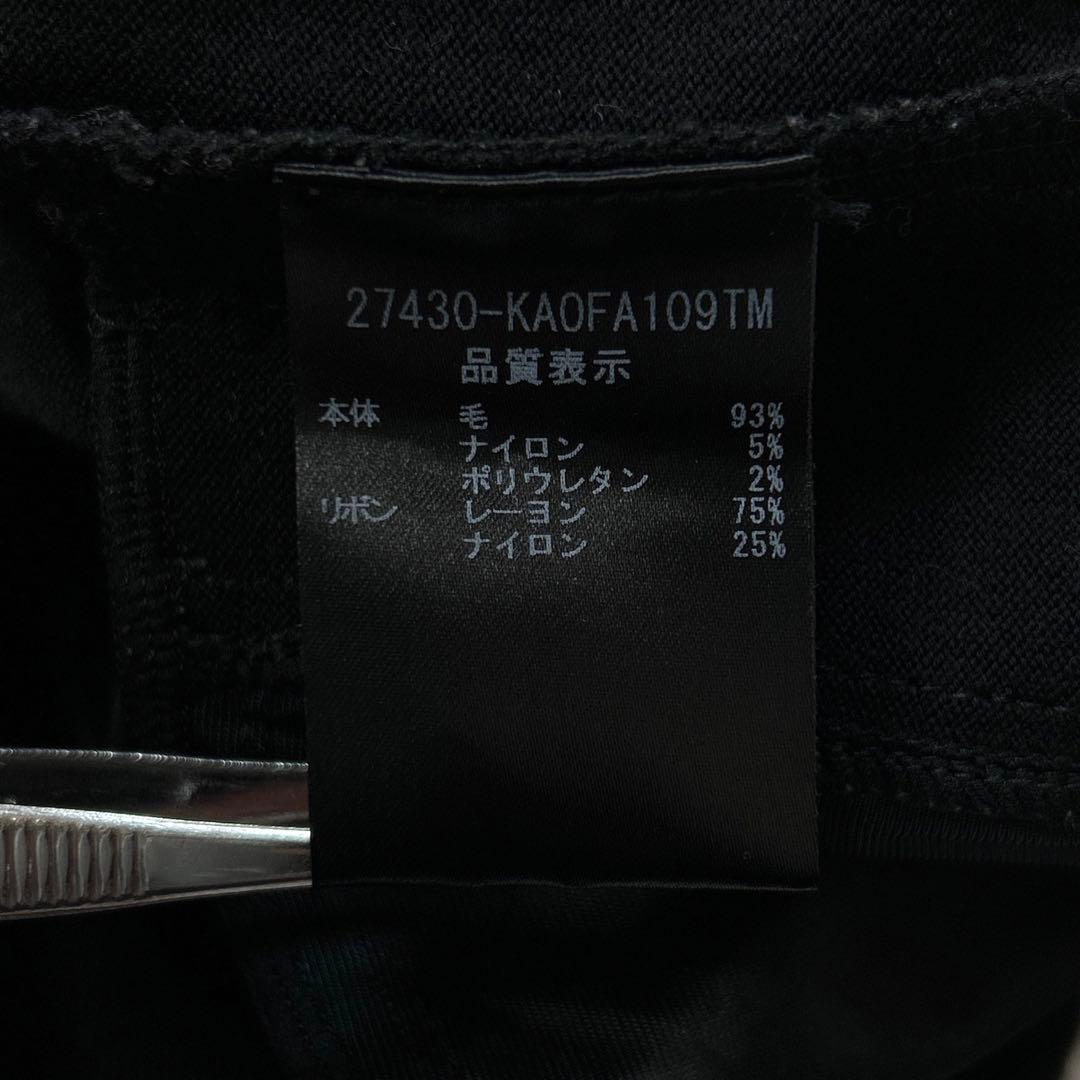 27430-KA0FA109TM
品質表示
本体 毛 93%
ナイロン 5%
ポリウレタン 2%
リボン レーヨン 75%
ナイロン 25%